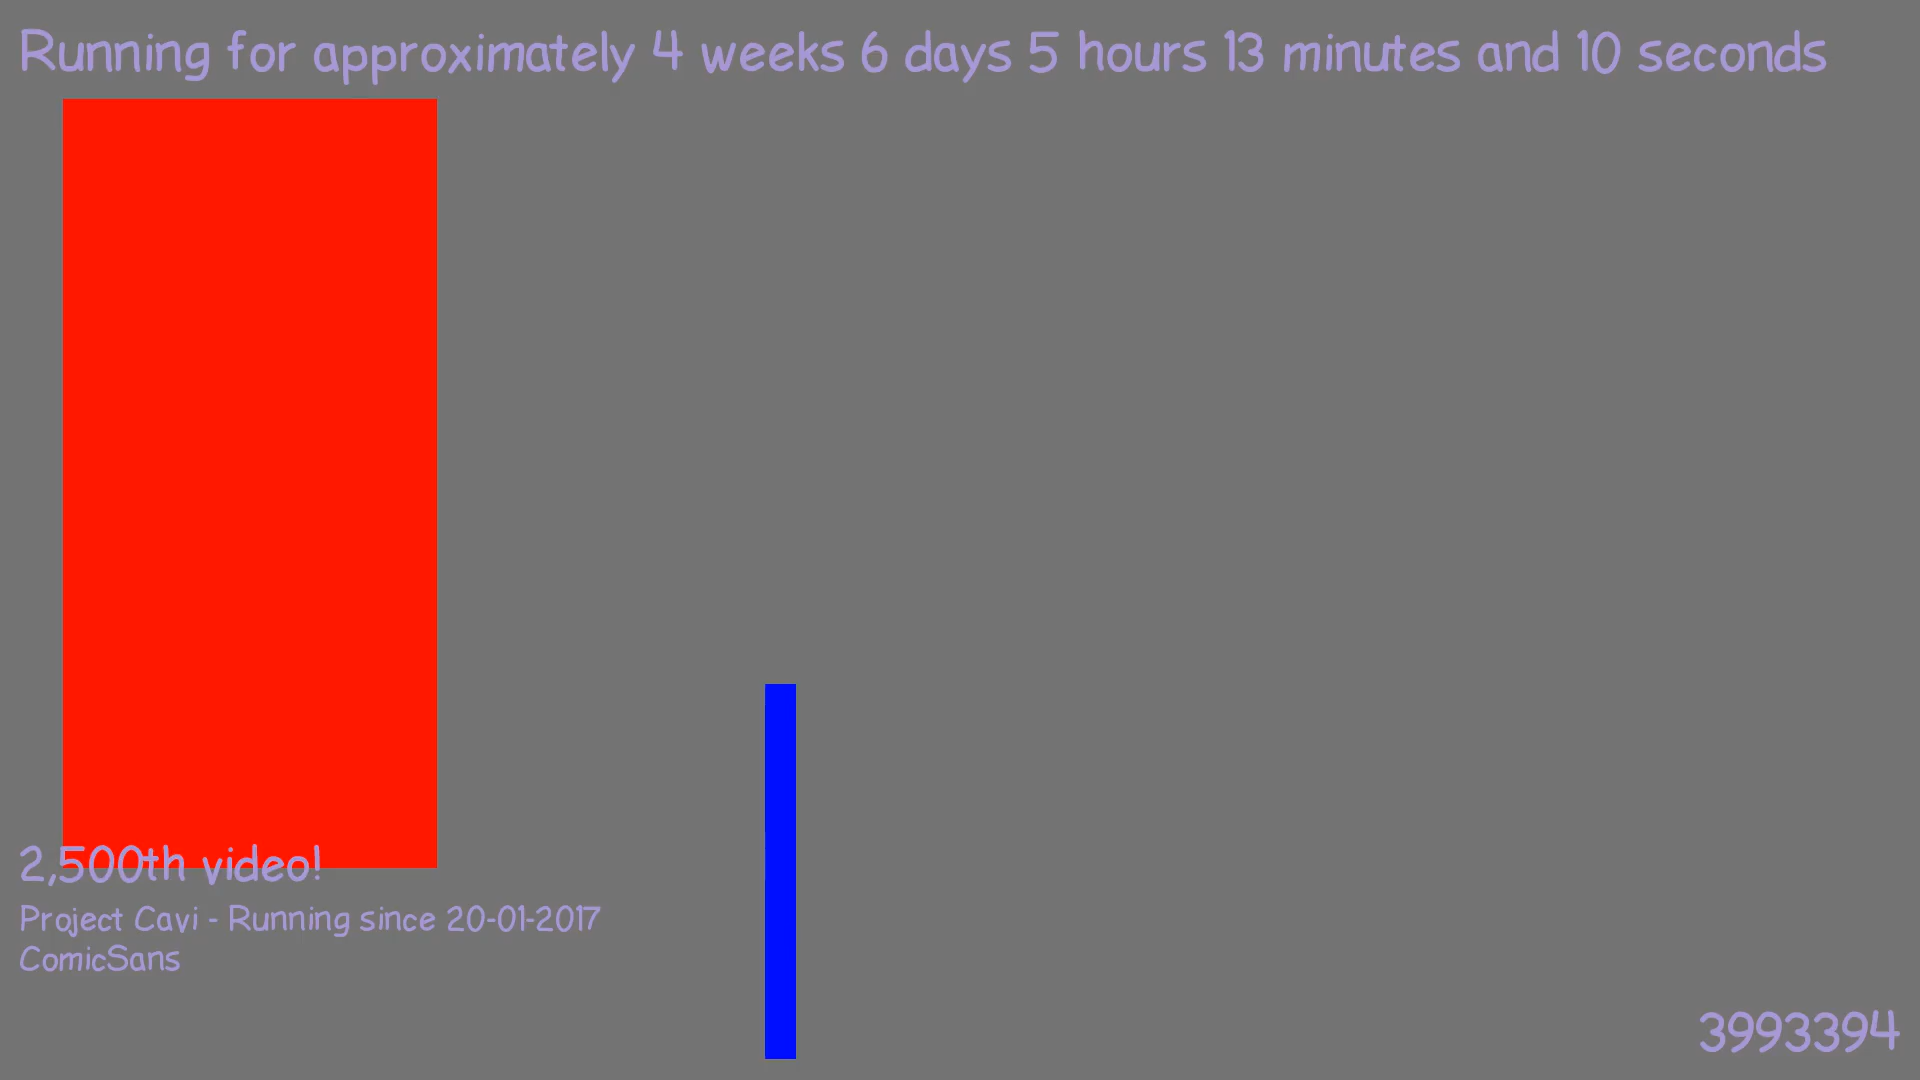 Running for approximately 4 weeks 6 days 5 hours 13 minutes and 10 seconds
2,500th video!
Project Cavi - Running since 20-01-2017
ComicSans
3993394